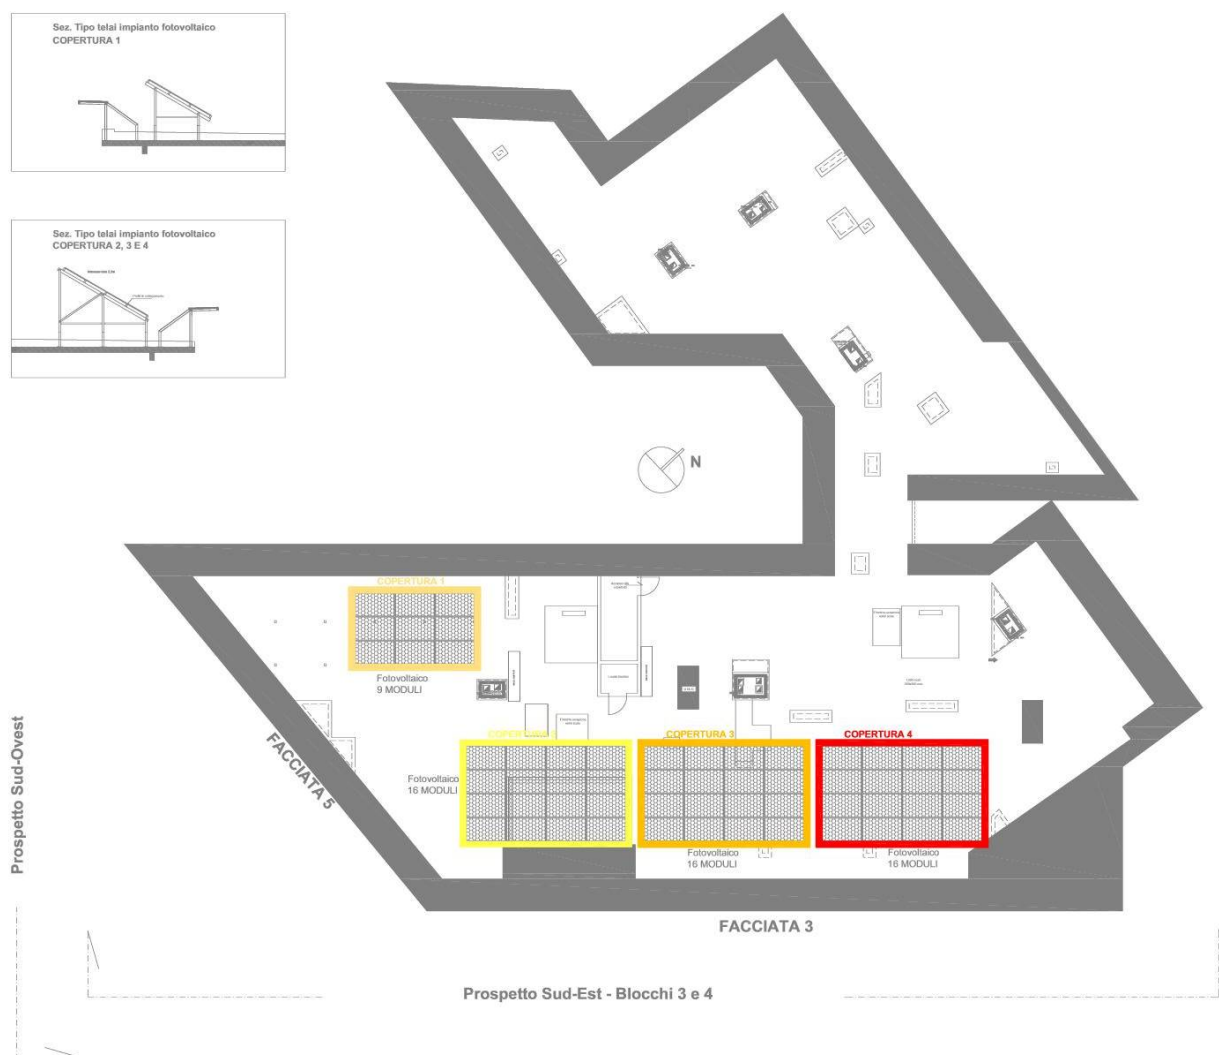 Sez. Tipo telai impianto fotovoltaico
COPERTURA 1
Sez. Tipo telai impianto fotovoltaico
COPERTURA 2, 3 E 4
N
COPERTURA 1
Fotovoltaico
9 MODULI
COPERTURA 2
COPERTURA 3
COPERTURA 4
Fotovoltaico
16 MODULI
Fotovoltaico
16 MODULI
Fotovoltaico
16 MODULI
FACCIATA 5
FACCIATA 3
Prospetto Sud-Ovest
Prospetto Sud-Est - Blocchi 3 e 4